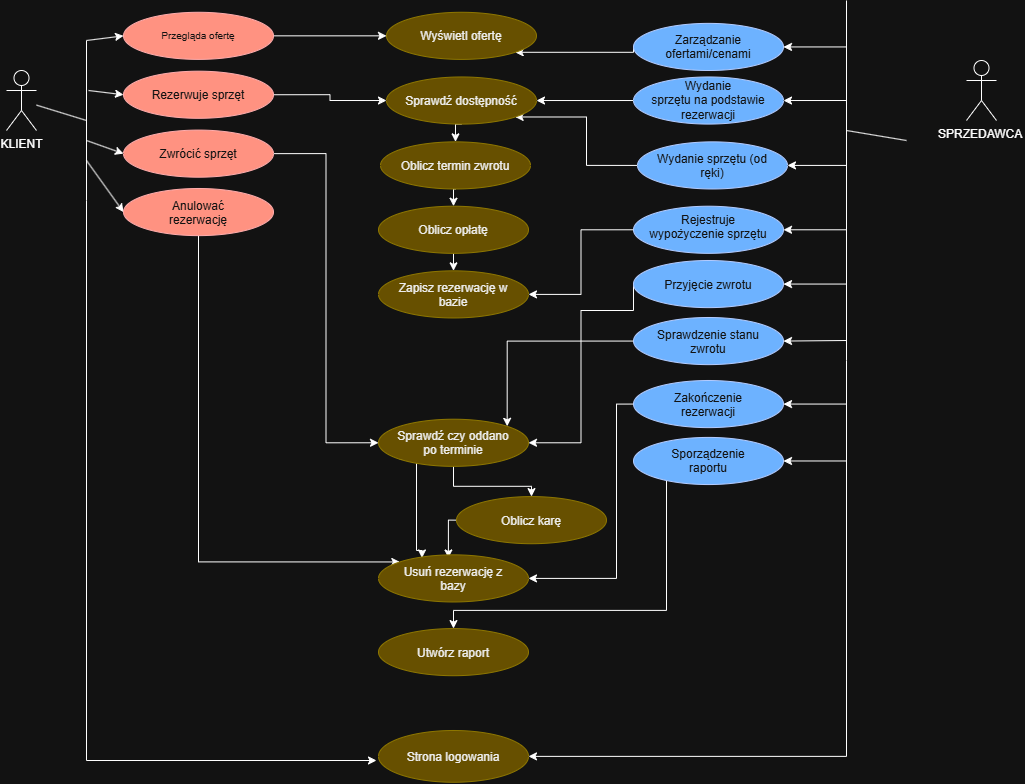 Przegląda ofertę
Wyświetl ofertę
Zarządzanie
ofertami/cenami
Rezerwuje sprzęt
Sprawdź dostępność
Wydanie
sprzętu na podstawie
rezerwacji
KLIENT
SPRZEDAWCA
Zwrócić sprzęt
Oblicz termin zwrotu
Wydanie sprzętu (od
ręki)
Anulować
rezerwację
Oblicz opłatę
Rejestruje
wypożyczenie sprzętu
Zapisz rezerwację w
bazie
Przyjęcie zwrotu
Sprawdzenie stanu
zwrotu
Zakończenie
rezerwacji
Sprawdź czy oddano
po terminie
Sporządzenie
raportu
Oblicz karę
Usuń rezerwację z
bazy
Utwórz raport
Strona logowania